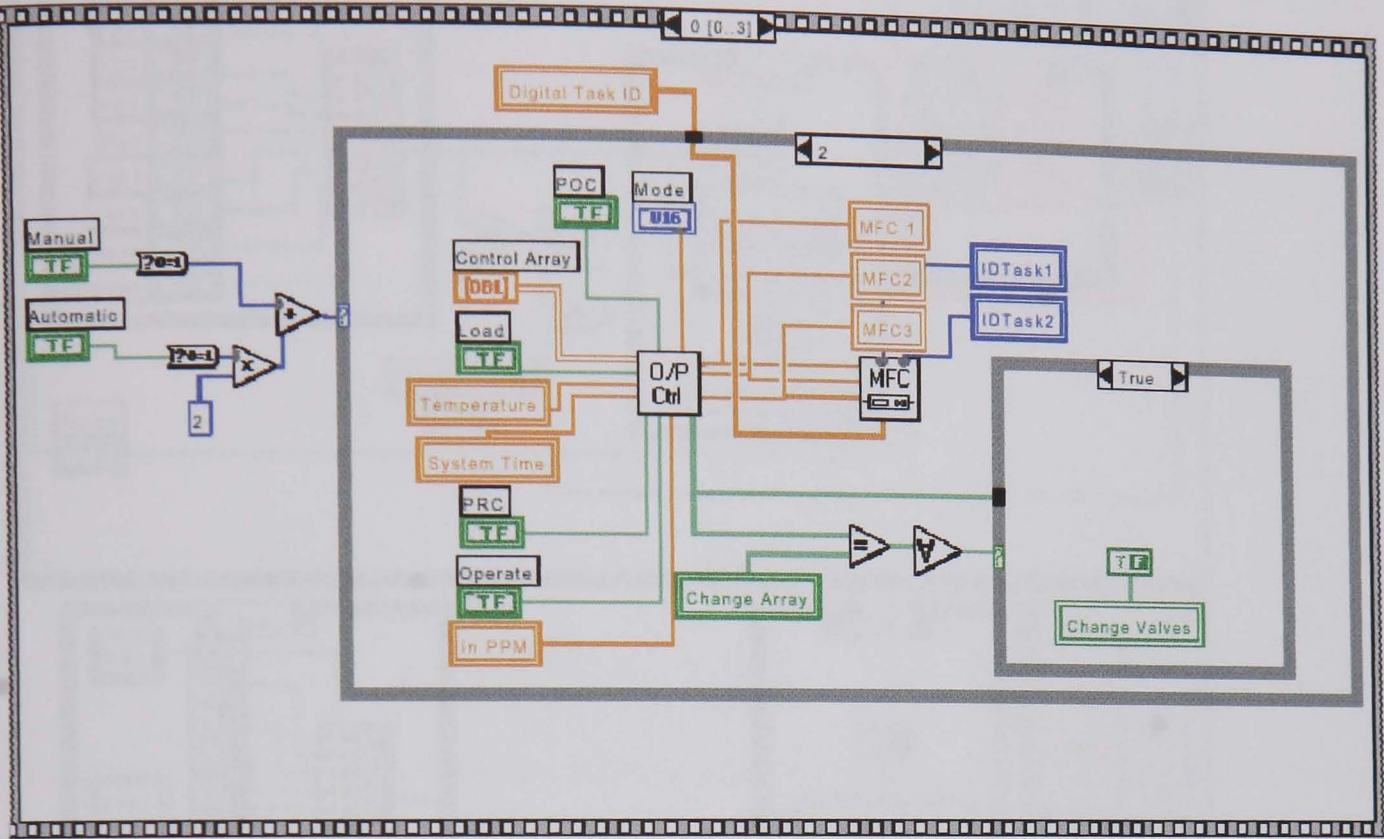 0 [0..3]
Digital Task ID
2
POC
TF
Mode
U16
Manual
TF
?0=1
Control Array
[DBL]
MFC 1
MFC2
IDTask1
Automatic
TF
?0=1
+
x
2
Load
TF
MFC3
IDTask2
O/P
Ctrl
MFC
True
Temperature
System Time
PRC
TF
=
∀
Operate
TF
Change Array
TF
Change Valves
In PPM